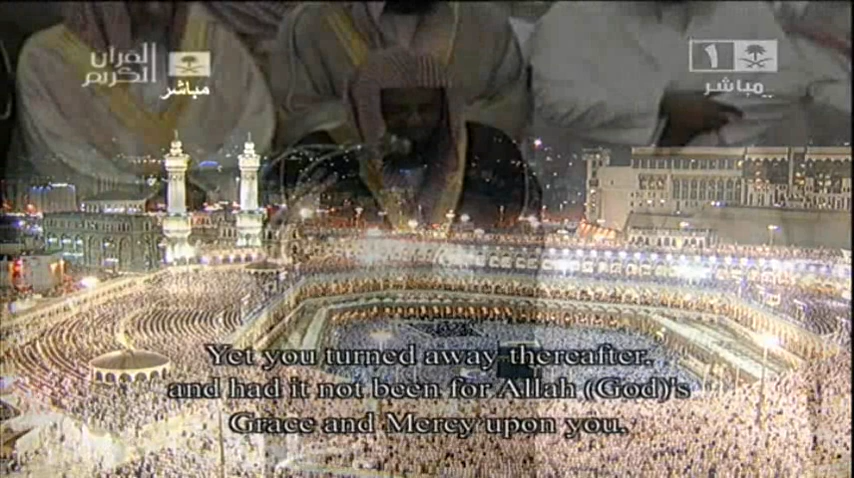 القرآن
الكريم
مباشر
١
مباشر
Yet you turned away thereafter,
and had it not been for Allah (God)'s
Grace and Mercy upon you,